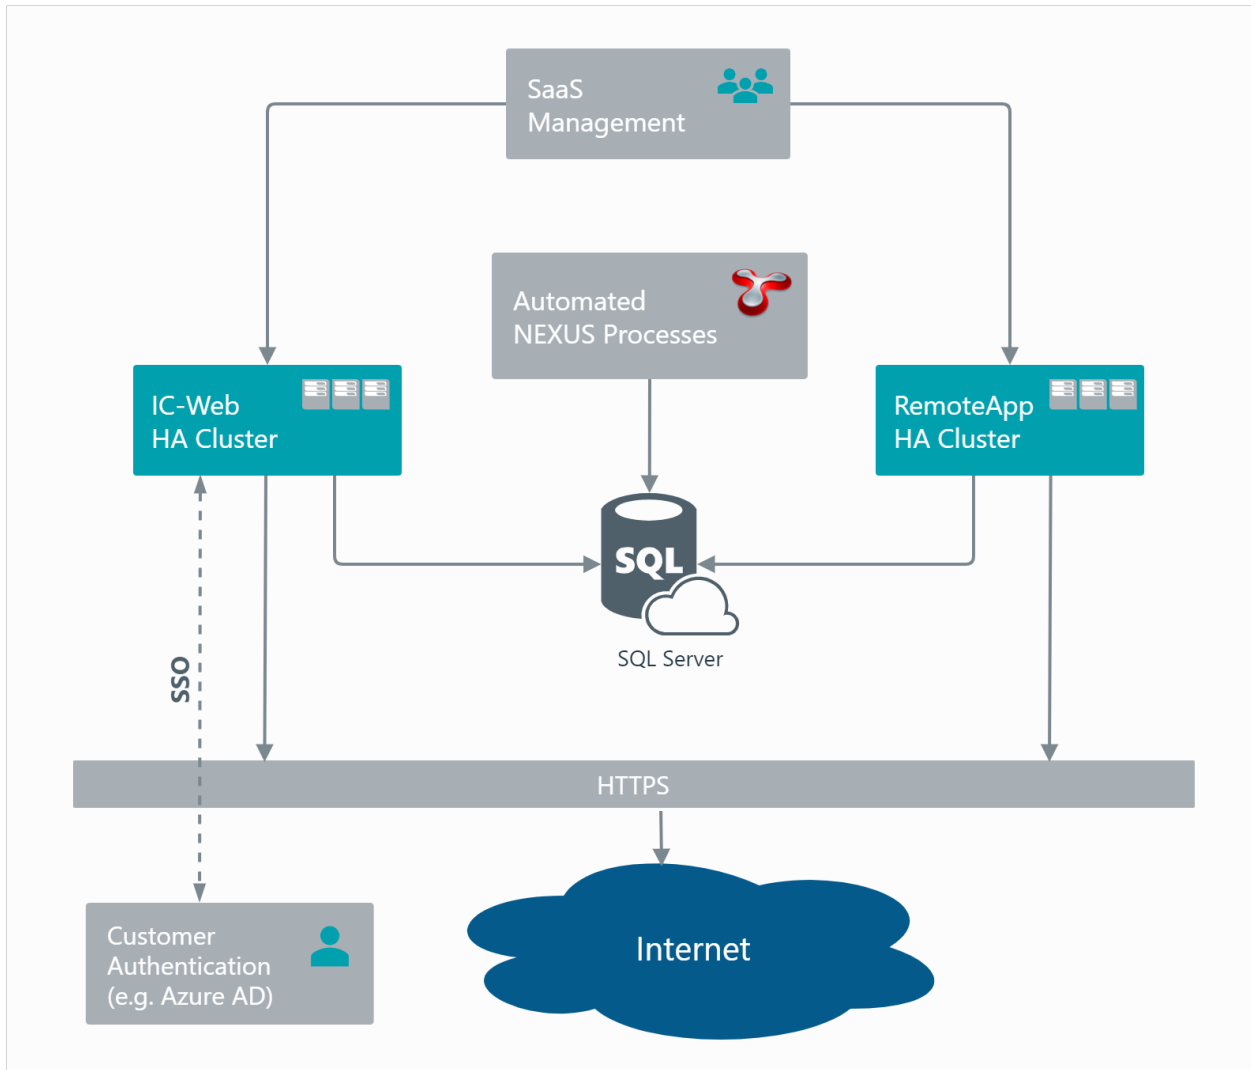 SaaS
Management
Automated
NEXUS Processes
IC-Web
HA Cluster
RemoteApp
HA Cluster
SQL
SQL Server
SSO
HTTPS
Customer
Authentication
(e.g. Azure AD)
Internet